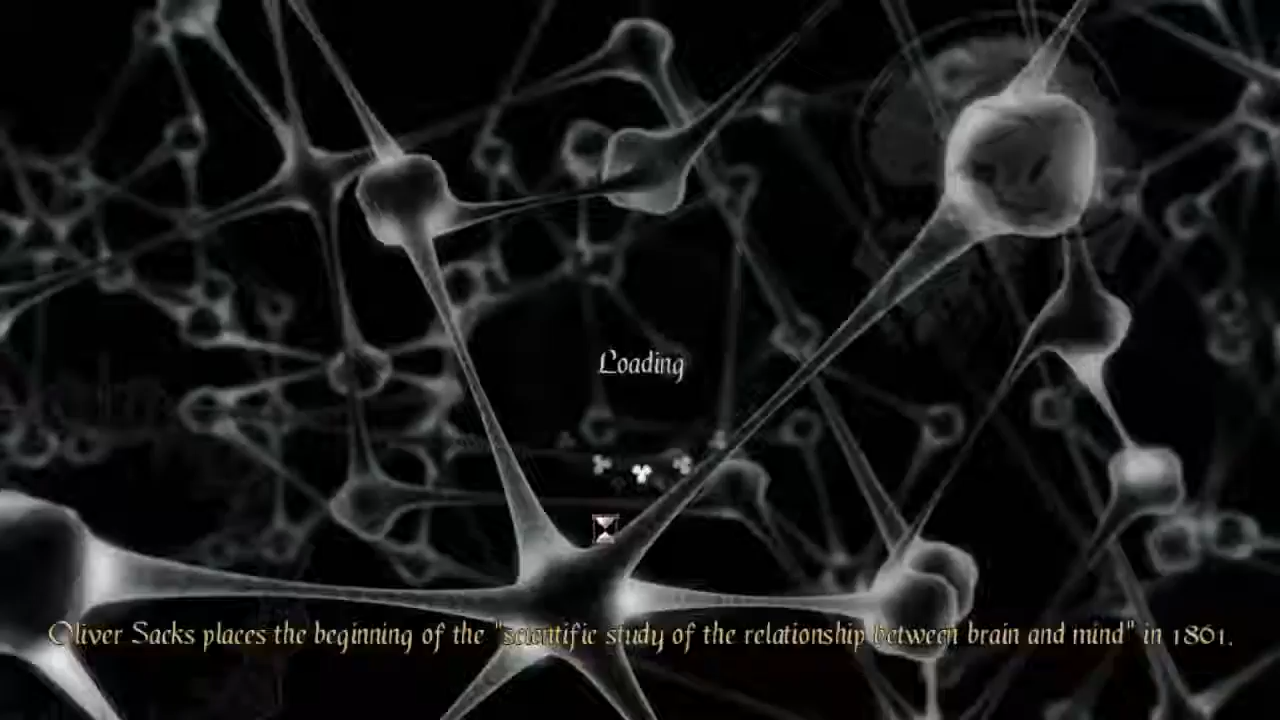 Loading
Oliver Sacks places the beginning of the "scientific study of the relationship between brain and mind" in 1861.